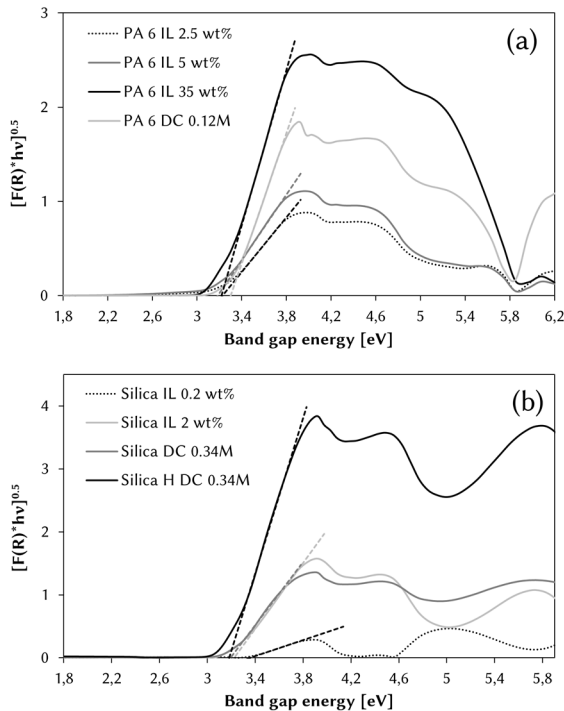 (a)
PA 6 IL 2.5 wt%
PA 6 IL 5 wt%
PA 6 IL 35 wt%
PA 6 DC 0.12M
[F(R)*hν]0.5
3
2
1
0
1,8 2,2 2,6 3 3,4 3,8 4,2 4,6 5 5,4 5,8 6,2
Band gap energy [eV]
(b)
Silica IL 0.2 wt%
Silica IL 2 wt%
Silica DC 0.34M
Silica H DC 0.34M
[F(R)*hν]0.5
4
3
2
1
0
1,8 2,2 2,6 3 3,4 3,8 4,2 4,6 5 5,4 5,8
Band gap energy [eV]